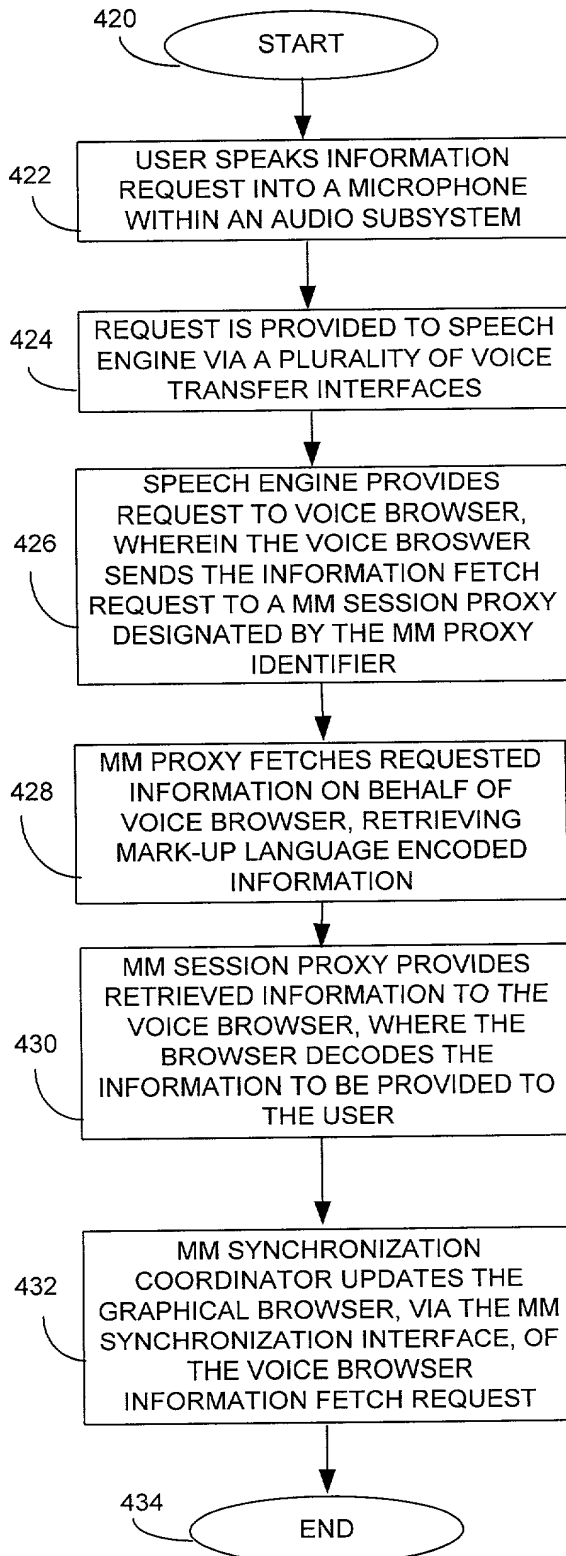 420
START
422
USER SPEAKS INFORMATION
REQUEST INTO A MICROPHONE
WITHIN AN AUDIO SUBSYSTEM
424
REQUEST IS PROVIDED TO SPEECH
ENGINE VIA A PLURALITY OF VOICE
TRANSFER INTERFACES
426
SPEECH ENGINE PROVIDES
REQUEST TO VOICE BROWSER,
WHEREIN THE VOICE BROSWER
SENDS THE INFORMATION FETCH
REQUEST TO A MM SESSION PROXY
DESIGNATED BY THE MM PROXY
IDENTIFIER
428
MM PROXY FETCHES REQUESTED
INFORMATION ON BEHALF OF
VOICE BROWSER, RETRIEVING
MARK-UP LANGUAGE ENCODED
INFORMATION
430
MM SESSION PROXY PROVIDES
RETRIEVED INFORMATION TO THE
VOICE BROWSER, WHERE THE
BROWSER DECODES THE
INFORMATION TO BE PROVIDED TO
THE USER
432
MM SYNCHRONIZATION
COORDINATOR UPDATES THE
GRAPHICAL BROWSER, VIA THE MM
SYNCHRONIZATION INTERFACE, OF
THE VOICE BROWSER
INFORMATION FETCH REQUEST
434
END